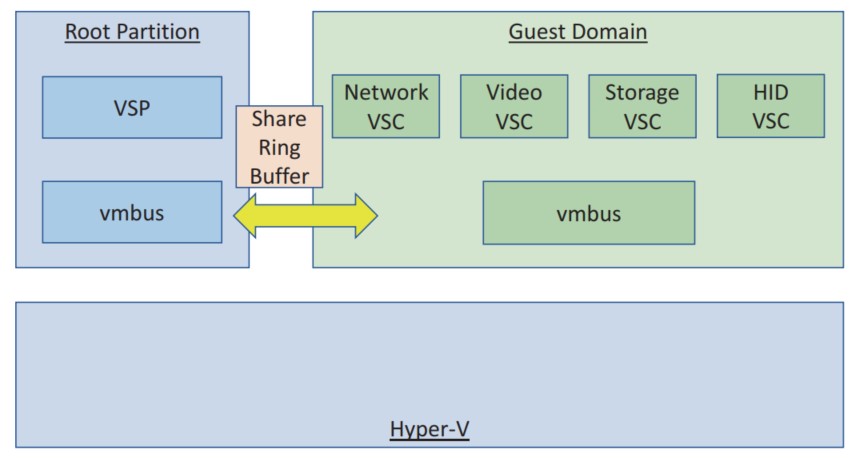 Root Partition
VSP
vmbus
Share
Ring
Buffer
Guest Domain
Network
VSC
Video
VSC
Storage
VSC
HID
VSC
vmbus
Hyper-V